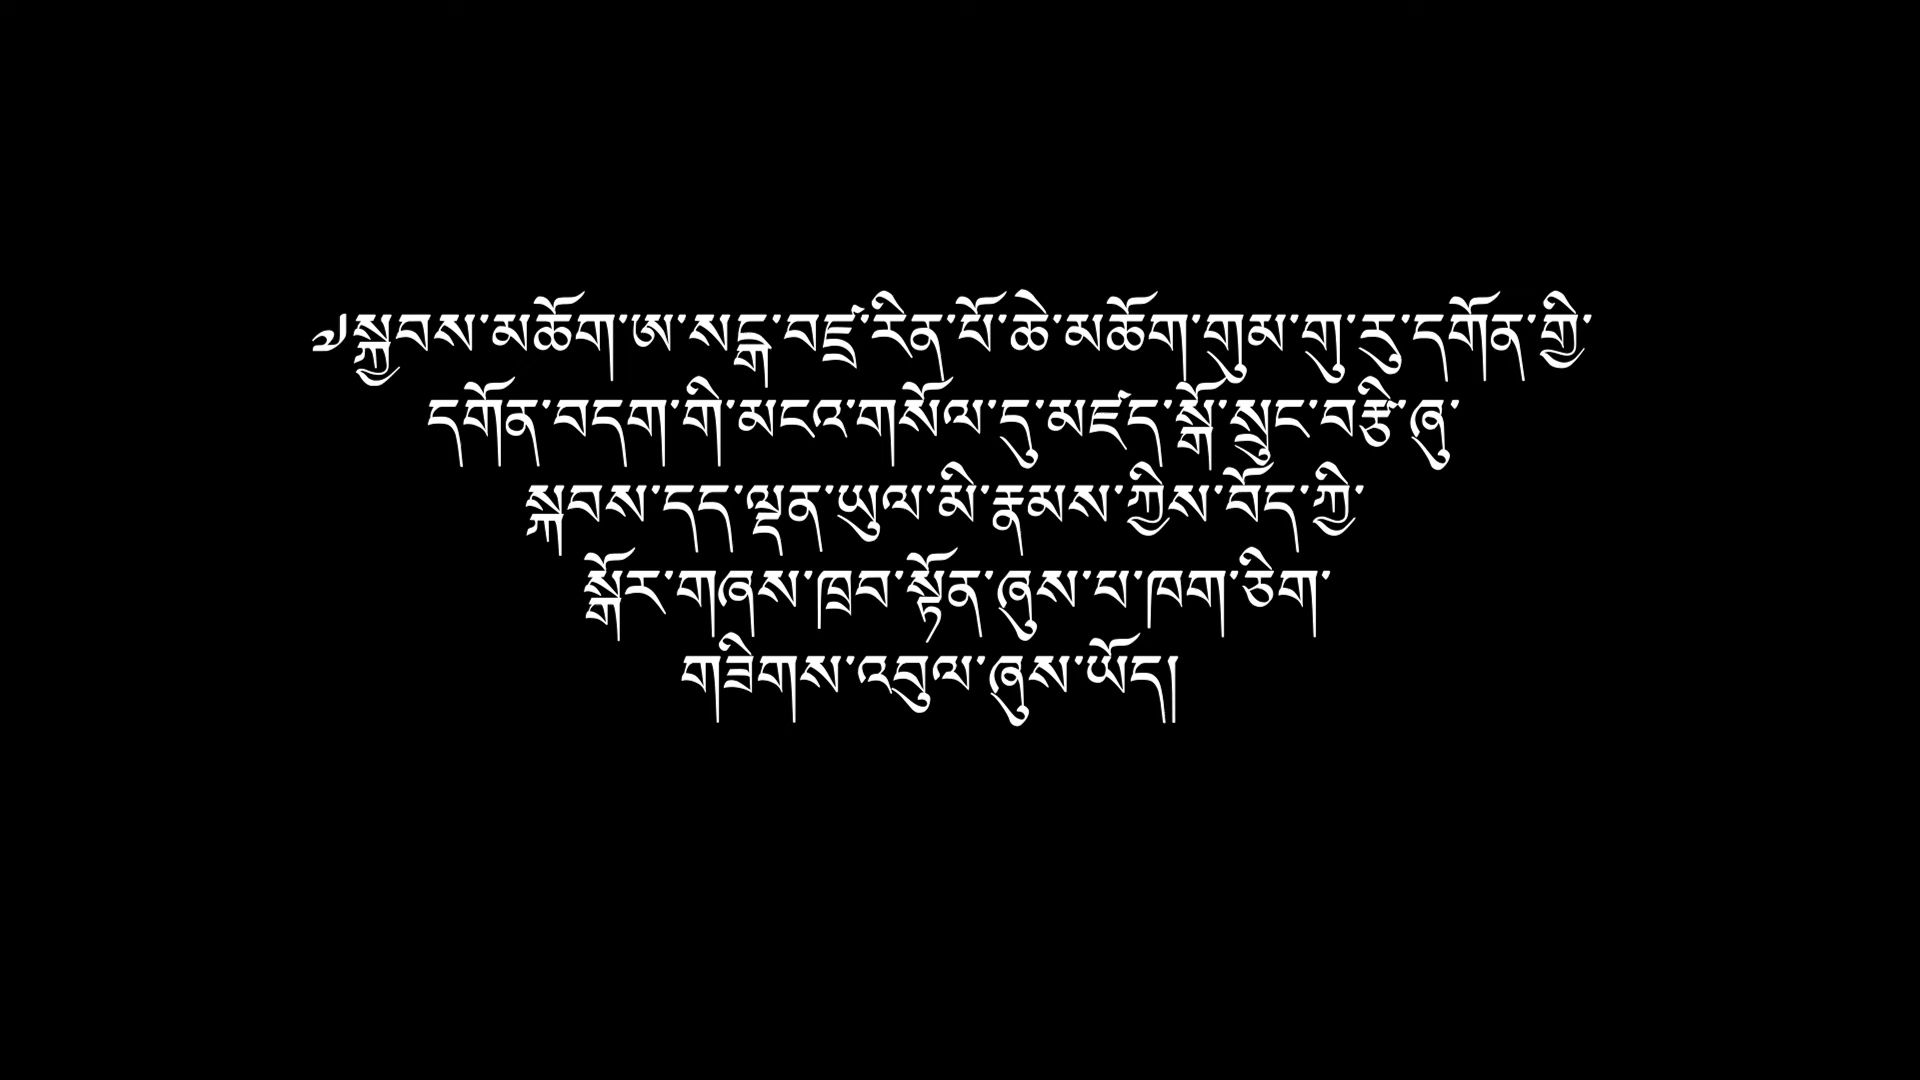 ༄སྐྱབས་མཆོག་ཨ་སངྒ་བཛྲ་རིན་པོ་ཆེ་མཆོག་གུམ་གུ་རུ་དགོན་གྱི་
དགོན་བདག་གི་མངའ་གསོལ་དུ་མཛད་སྒོ་སྲུང་བརྩི་ཞུ་
སྐབས་དད་ལྡན་ཡུལ་མི་རྣམས་ཀྱིས་བོད་ཀྱི་
སྒོར་གཞས་ཁྲབ་སྟོན་ཞུས་པ་ཁག་ཅིག་
གཟིགས་འབུལ་ཞུས་ཡོད།